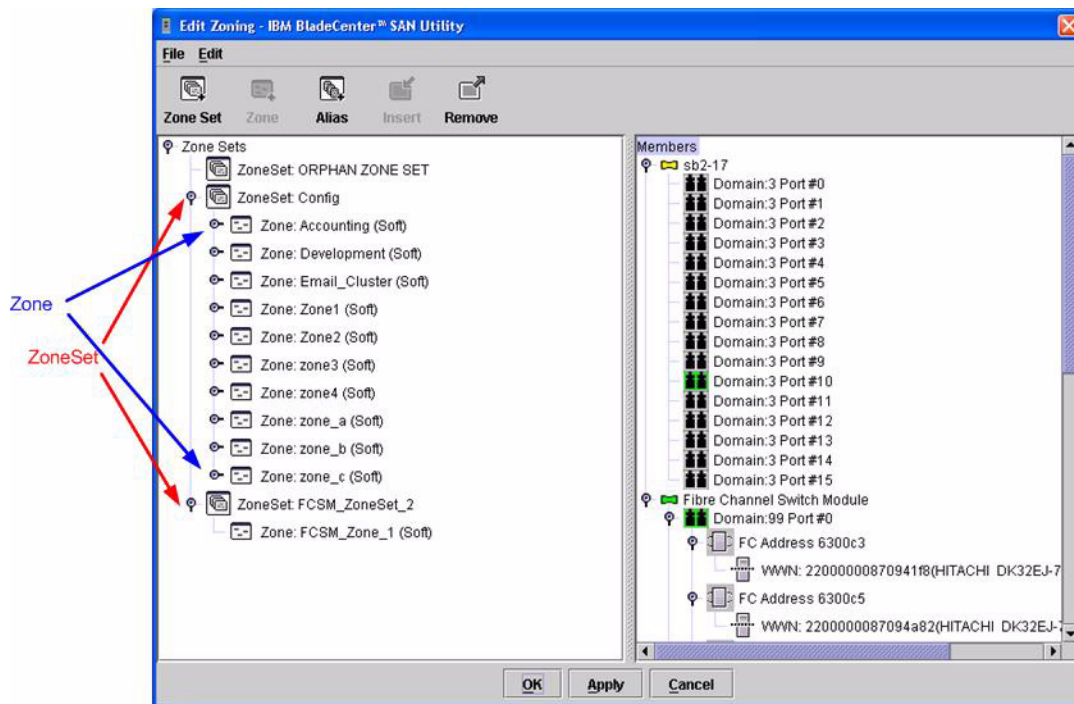 Edit Zoning - IBM BladeCenter™ SAN Utility
File Edit
Zone Set Zone Alias Insert Remove
Zone Sets
ZoneSet: ORPHAN ZONE SET
ZoneSet: Config
Zone: Accounting (Soft)
Zone: Development (Soft)
Zone: Email_Cluster (Soft)
Zone: Zone1 (Soft)
Zone: Zone2 (Soft)
Zone: zone3 (Soft)
Zone: zone4 (Soft)
Zone: zone_a (Soft)
Zone: zone_b (Soft)
Zone: zone_c (Soft)
ZoneSet: FCSM_ZoneSet_2
Zone: FCSM_Zone_1 (Soft)
Zone
ZoneSet
Members
sb2-17
Domain:3 Port#0
Domain:3 Port#1
Domain:3 Port#2
Domain:3 Port#3
Domain:3 Port#4
Domain:3 Port#5
Domain:3 Port#6
Domain:3 Port#7
Domain:3 Port#8
Domain:3 Port#9
Domain:3 Port#10
Domain:3 Port#11
Domain:3 Port#12
Domain:3 Port#13
Domain:3 Port#14
Domain:3 Port#15
Fibre Channel Switch Module
Domain:99 Port#0
FC Address 6300c3
WWN: 22000000870941f8(HITACHI DK32EJ-7
FC Address 6300c5
WWN: 2200000087094a82(HITACHI DK32EJ-7
OK Apply Cancel